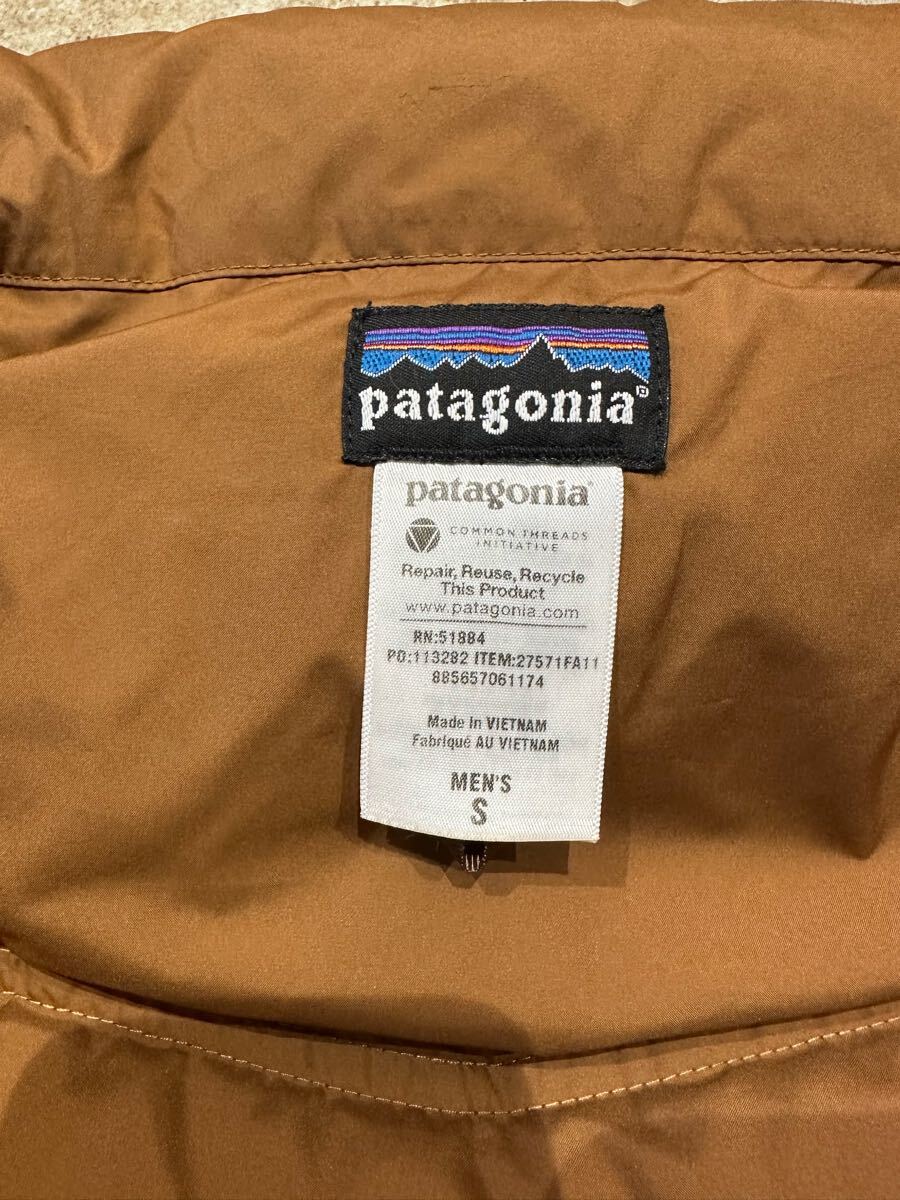 patagonia®
patagonia®
COMMON THREADS
INITIATIVE
Repair, Reuse, Recycle
This Product
www.patagonia.com
RN:51884
PO:113282 ITEM:27571FA11
885657061174
Made in VIETNAM
Fabriqué AU VIETNAM
MEN'S
S